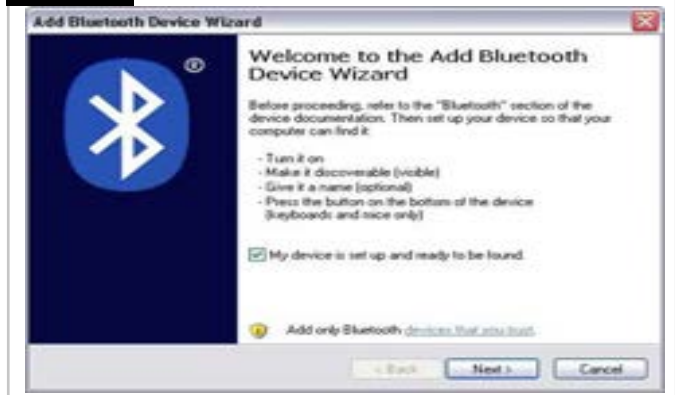 Add Bluetooth Device Wizard
®
Welcome to the Add Bluetooth
Device Wizard
Before proceeding, refer to the "Bluetooth" section of the
device documentation. Then set up your device so that your
computer can find it:
- Turn it on
- Make it discoverable (visible)
- Give it a name (optional)
- Press the button on the bottom of the device
(keyboards and mice only)
My device is set up and ready to be found.
Add only Bluetooth devices that you trust.
< Back Next > Cancel